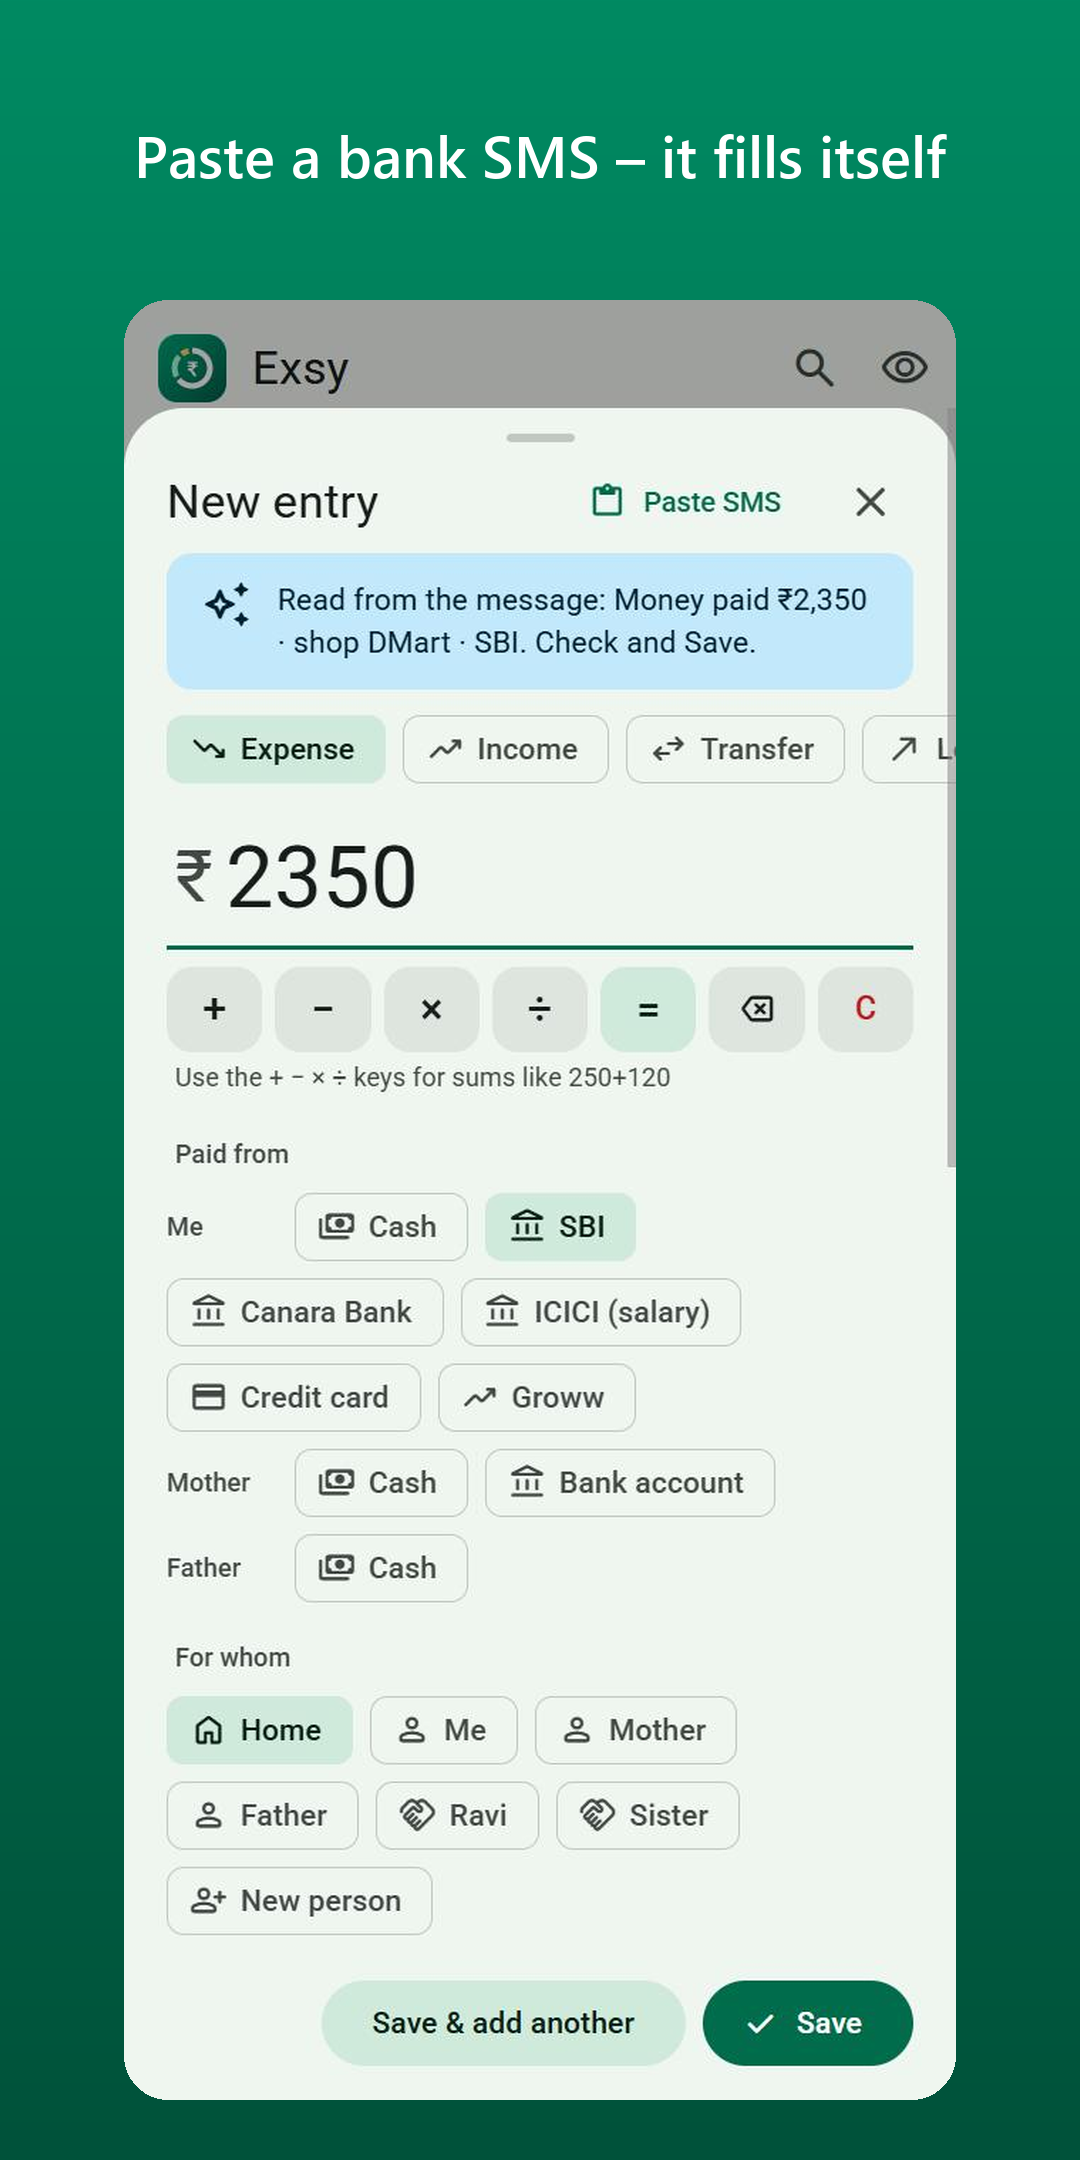 Paste a bank SMS – it fills itself
Exsy
New entry
Paste SMS
Read from the message: Money paid ₹2,350
· shop DMart · SBI. Check and Save.
Expense
Income
Transfer
₹ 2350
+ − × ÷ = C
Use the + − × ÷ keys for sums like 250+120
Paid from
Me
Cash
SBI
Canara Bank
ICICI (salary)
Credit card
Groww
Mother
Cash
Bank account
Father
Cash
For whom
Home
Me
Mother
Father
Ravi
Sister
New person
Save & add another
Save